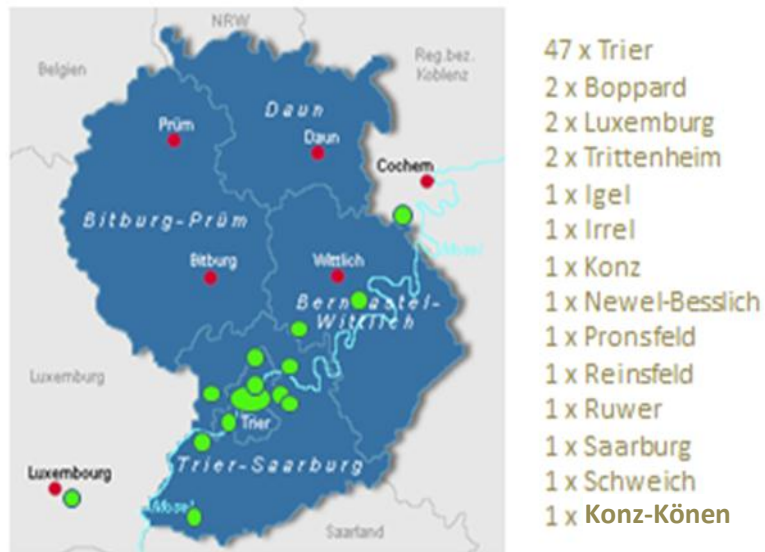 NRW
Belgien
Reg.bez.
Koblenz
Daun
Prüm
Daun
Cochem
Bitburg-Prüm
Mosel
Bitburg
Wittlich
Bernkastel-
Wittlich
Luxemburg
Trier
Luxembourg
Trier-Saarburg
Mosel
Saarland
47 x Trier
2 x Boppard
2 x Luxemburg
2 x Trittenheim
1 x Igel
1 x Irrel
1 x Konz
1 x Newel-Besslich
1 x Pronsfeld
1 x Reinsfeld
1 x Ruwer
1 x Saarburg
1 x Schweich
1 x Konz-Könen